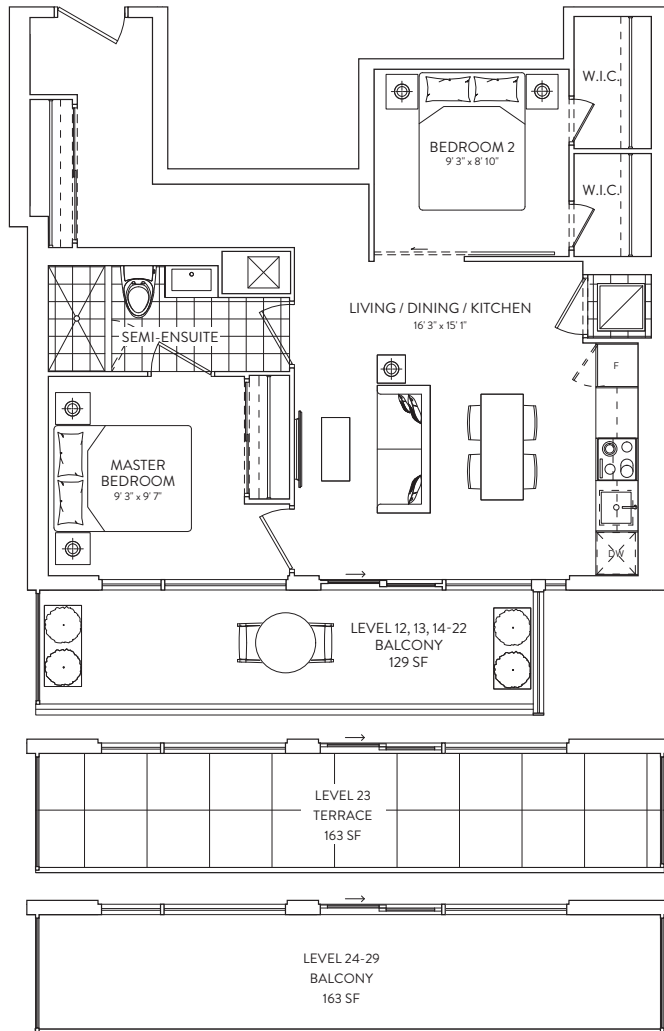 W.I.C.
BEDROOM 2
9' 3" x 8' 10"
W.I.C.
LIVING / DINING / KITCHEN
16' 3" x 15' 1"
SEMI-ENSUITE
F
MASTER
BEDROOM
9' 3" x 9' 7"
DW
LEVEL 12, 13, 14-22
BALCONY
129 SF
LEVEL 23
TERRACE
163 SF
LEVEL 24-29
BALCONY
163 SF